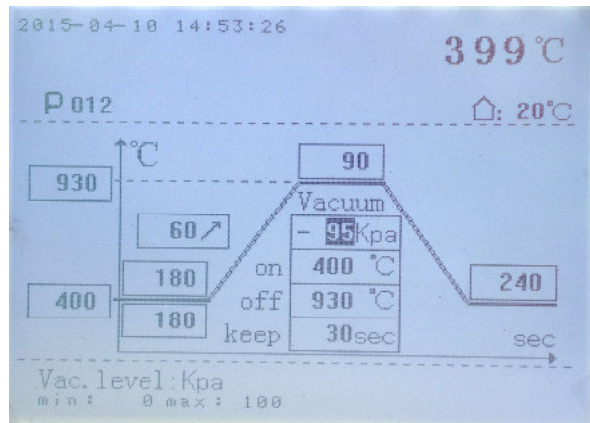 2015-04-10 14:53:26
399℃
P 012
: 20℃
℃
90
930
Vacuum
60
- 95Kpa
180
on 400 ℃
240
400
off 930 ℃
180
keep 30sec
sec
Vac.level:Kpa
min: 0 max: 100